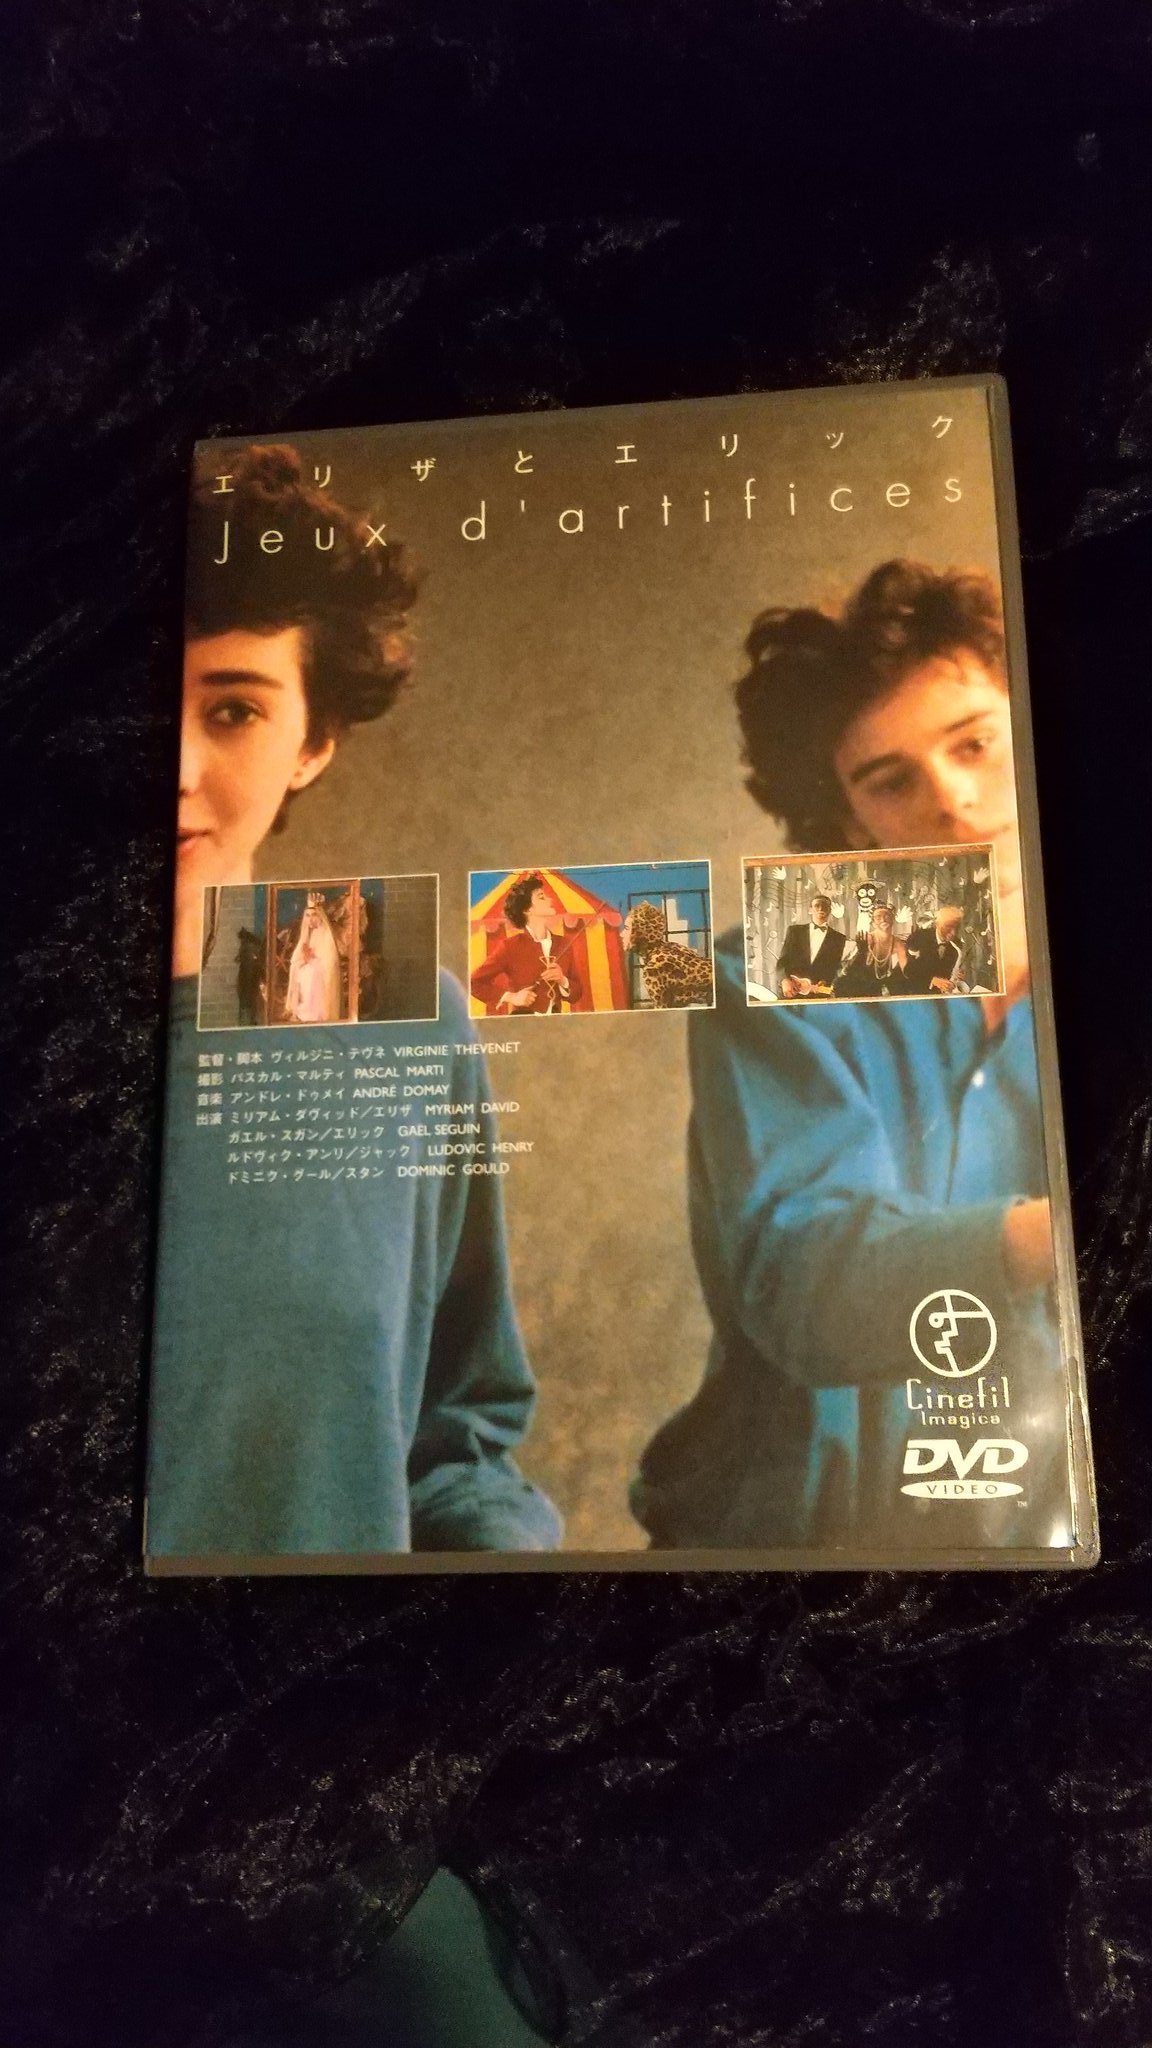 エリザとエリック
Jeux d'artifices
監督・脚本 ヴィルジニ・テヴネ VIRGINIE THEVENET
撮影 パスカル・マルティ PASCAL MARTI
音楽 アンドレ・ドゥメイ ANDRÉ DOMAY
出演 ミリアム・ダヴィッド／エリザ MYRIAM DAVID
ガエル・スガン／エリック GAËL SEGUIN
ルドヴィク・アンリ／ジャック LUDOVIC HENRY
ドミニク・グール／スタン DOMINIC GOULD
Cinefil
Imagica
DVD
VIDEO
TM